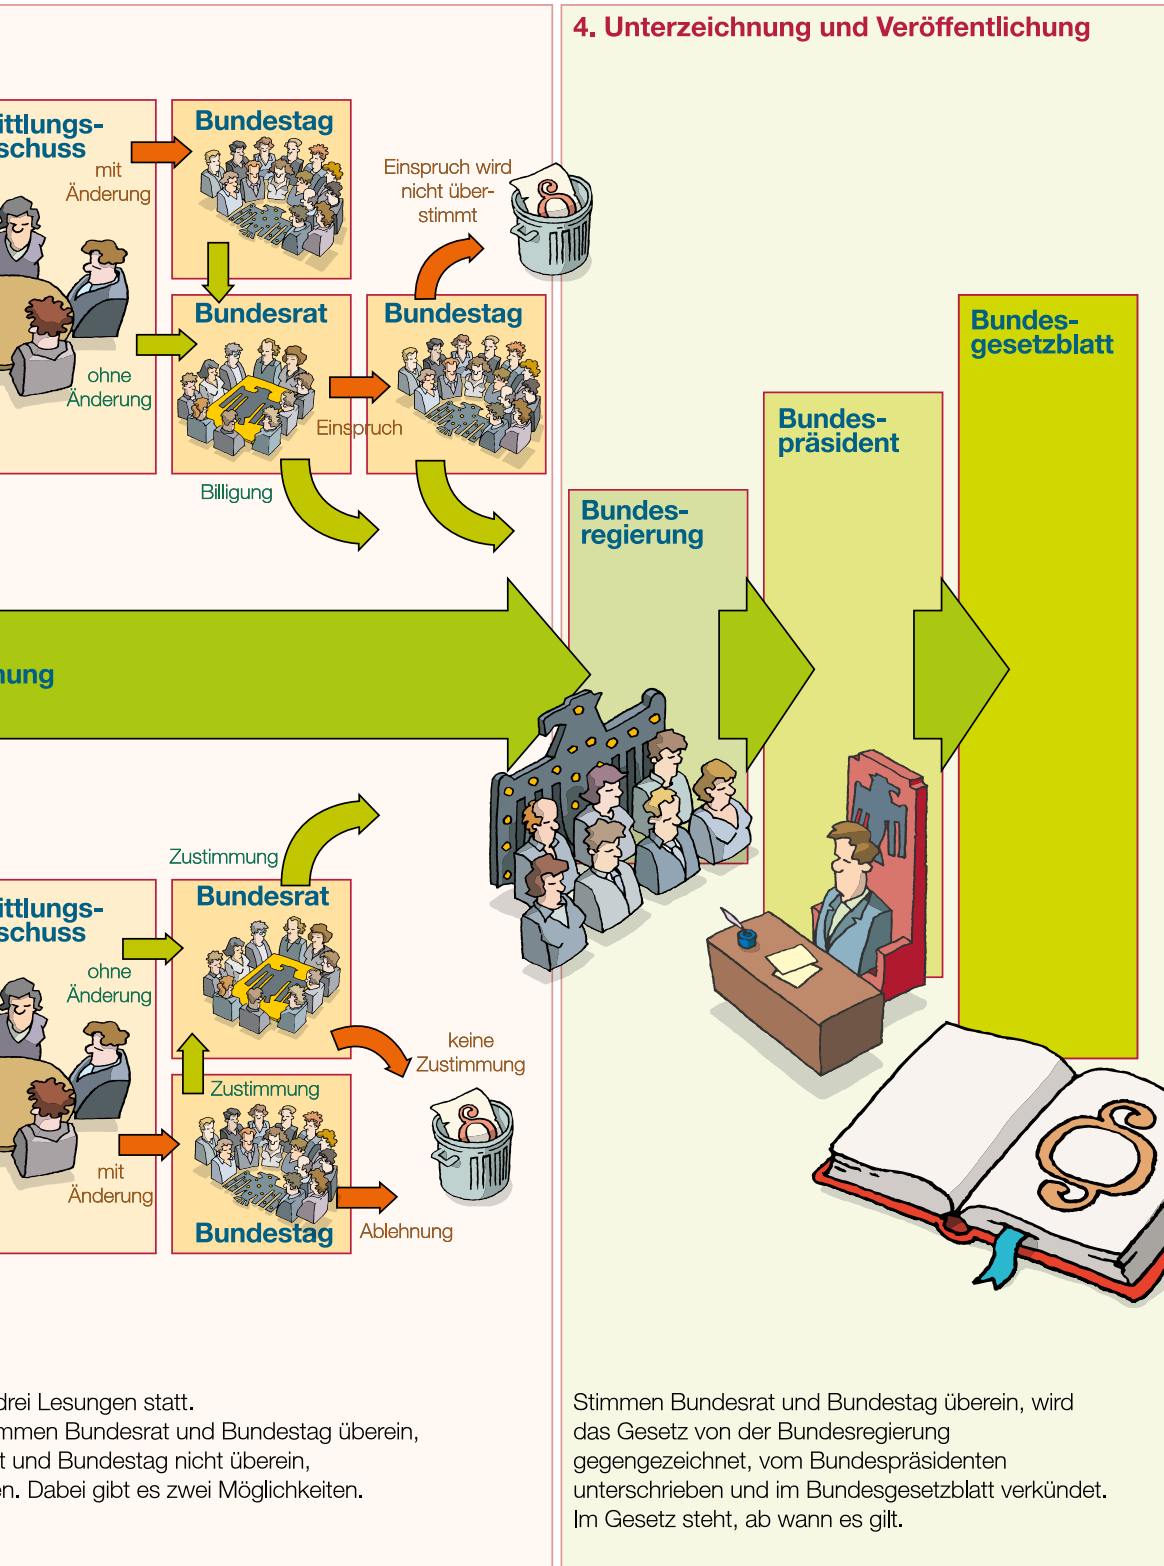 4. Unterzeichnung und Veröffentlichung
ittlungs-
schuss
mit
Änderung
Bundestag
Einspruch wird
nicht über-
stimmt
ohne
Änderung
Bundesrat
Einspruch
Bundestag
Billigung
Bundes-
regierung
Bundes-
präsident
Bundes-
gesetzblatt
nung
Zustimmung
ittlungs-
schuss
ohne
Änderung
Bundesrat
keine
Zustimmung
mit
Änderung
Zustimmung
Bundestag
Ablehnung
drei Lesungen statt.
mmen Bundesrat und Bundestag überein,
t und Bundestag nicht überein,
en. Dabei gibt es zwei Möglichkeiten.
Stimmen Bundesrat und Bundestag überein, wird
das Gesetz von der Bundesregierung
gegengezeichnet, vom Bundespräsidenten
unterschrieben und im Bundesgesetzblatt verkündet.
Im Gesetz steht, ab wann es gilt.